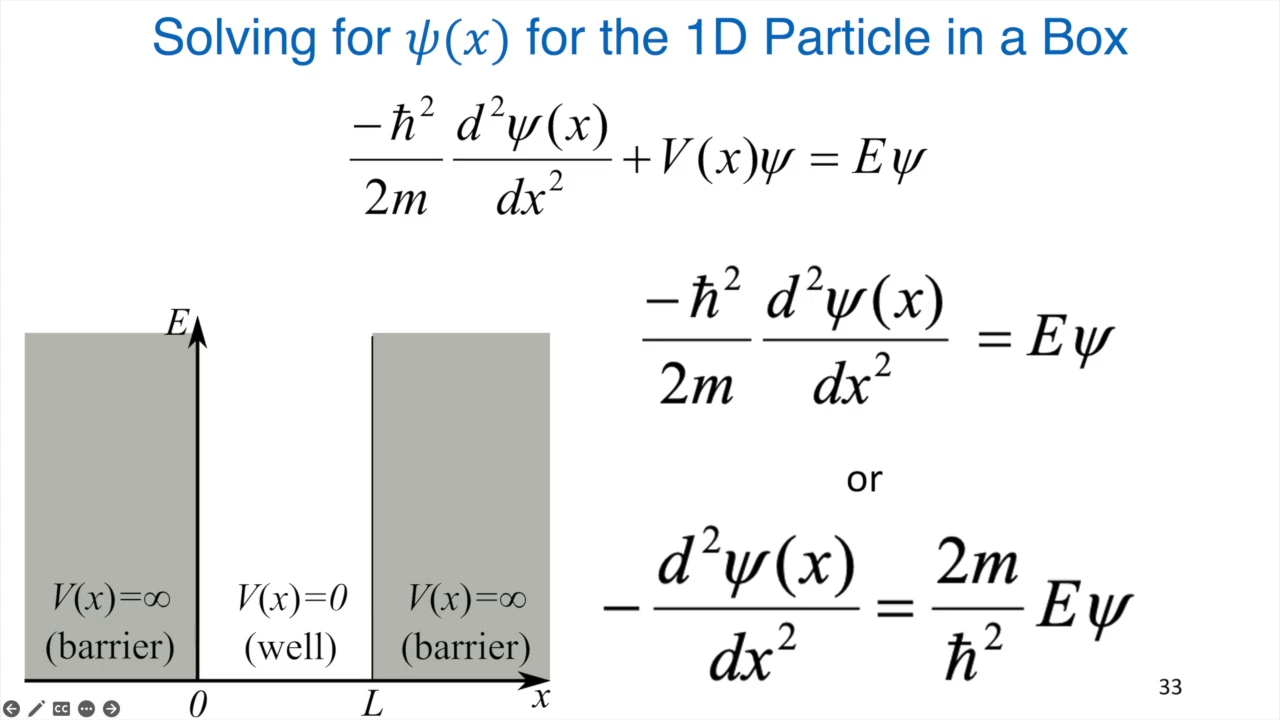 Solving for ψ(x) for the 1D Particle in a Box
−ħ²/2m d²ψ(x)/dx² + V(x)ψ = Eψ
−ħ²/2m d²ψ(x)/dx² = Eψ
or
− d²ψ(x)/dx² = 2m/ħ² Eψ
E
V(x)=∞ V(x)=0 V(x)=∞
(barrier) (well) (barrier)
0 L x
CC
33